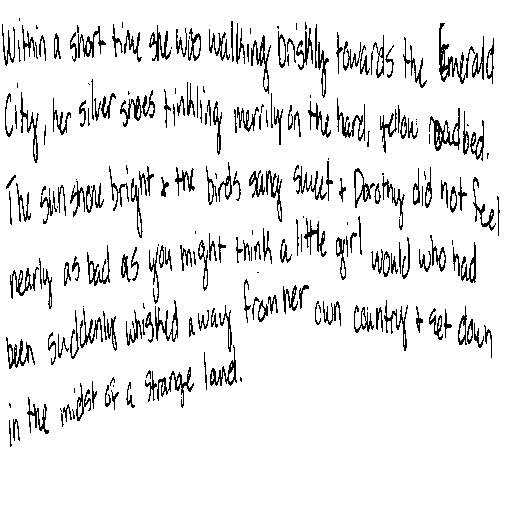 Within a short time she was walking briskly towards the Emerald
City, her silver shoes tinkling merrily on the hard, yellow roadbed.
The sun shone bright & the birds sang sweet & Dorothy did not feel
nearly as bad as you might think a little girl would who had
been suddenly whished away from her own country & set down
in the midst of a strange land.